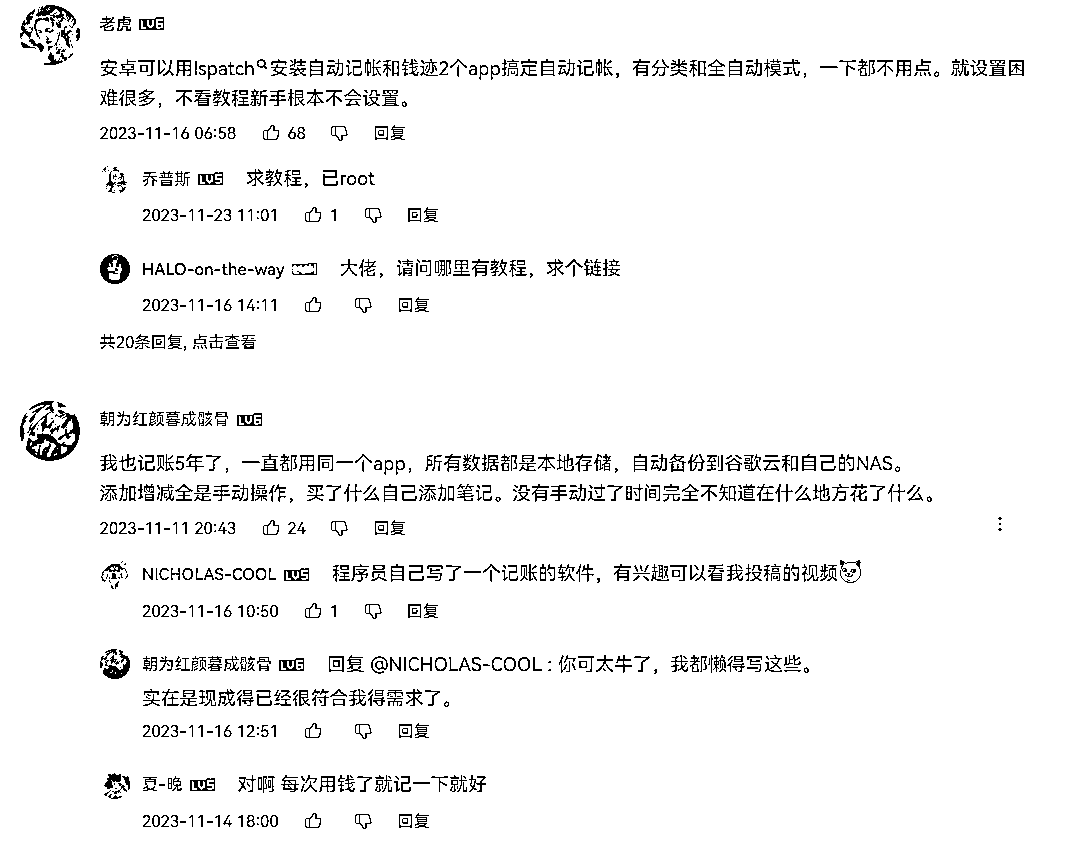 老虎 LV6
安卓可以用lspatch安装自动记帐和钱迹2个app搞定自动记帐，有分类和全自动模式，一下都不用点。就设置困
难很多，不看教程新手根本不会设置。
2023-11-16 06:58 68 回复
乔普斯 LV5 求教程，已root
2023-11-23 11:01 1 回复
HALO-on-the-way 大佬，请问哪里有教程，求个链接
2023-11-16 14:11 回复
共20条回复, 点击查看
朝为红颜暮成骸骨 LV6
我也记账5年了，一直都用同一个app，所有数据都是本地存储，自动备份到谷歌云和自己的NAS。
添加增减全是手动操作，买了什么自己添加笔记。没有手动过了时间完全不知道在什么地方花了什么。
2023-11-11 20:43 24 回复
NICHOLAS-COOL LV5 程序员自己写了一个记账的软件，有兴趣可以看我投稿的视频
2023-11-16 10:50 1 回复
朝为红颜暮成骸骨 LV6 回复 @NICHOLAS-COOL : 你可太牛了，我都懒得写这些。
实在是现成得已经很符合我得需求了。
2023-11-16 12:51 回复
夏-晚 LV5 对啊 每次用钱了就记一下就好
2023-11-14 18:00 回复